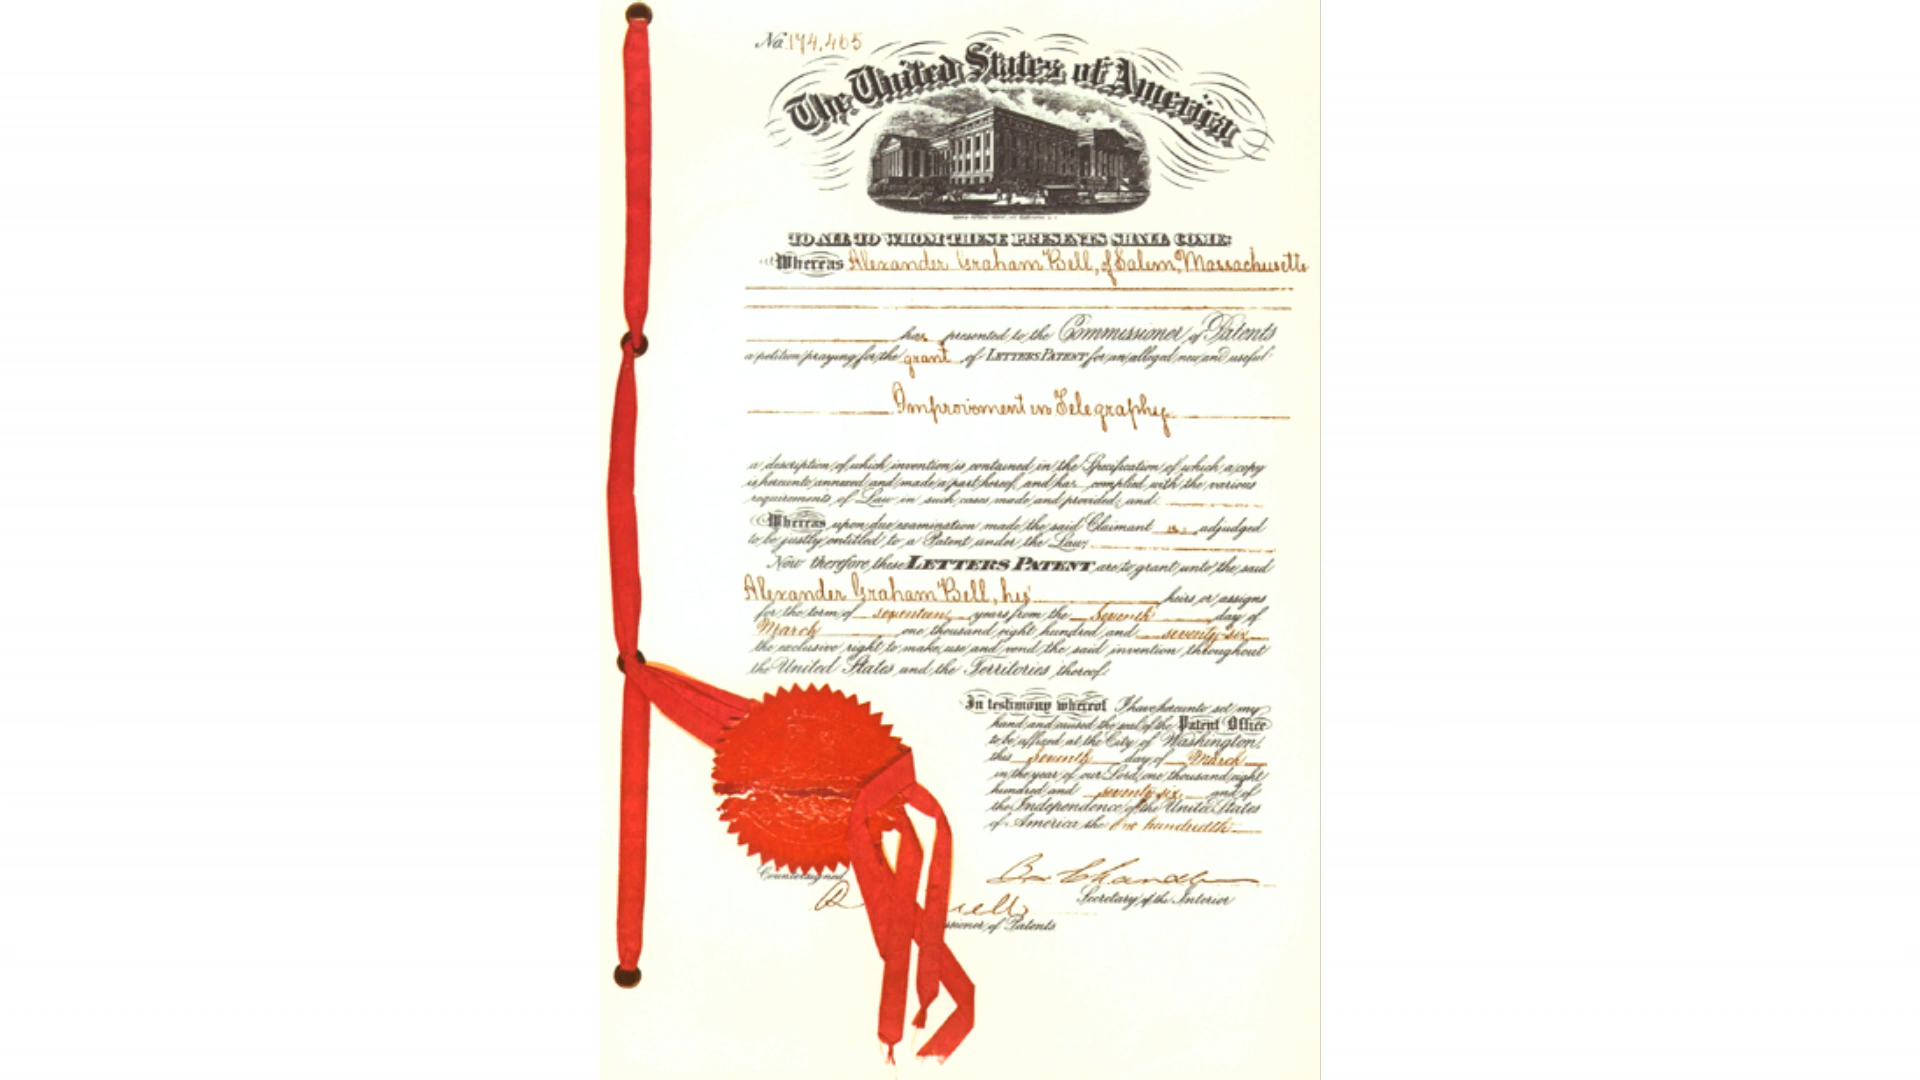 No. 174,465
The United States of America
TO ALL TO WHOM THESE PRESENTS SHALL COME:
Whereas Alexander Graham Bell, of Salem, Massachusetts
has presented to the Commissioner of Patents
a petition praying for the grant of LETTERS PATENT for an alleged new and useful
Improvement in Telegraphy
a description of which invention is contained in the Specification of which a copy
is hereunto annexed and made a part hereof, and has complied with the various
requirements of Law in such cases made and provided, and
Whereas upon due examination made the said Claimant is adjudged
to be justly entitled to a Patent under the Law,
Now therefore these LETTERS PATENT are to grant unto the said
Alexander Graham Bell, his heirs or assigns
for the term of seventeen years from the seventh day of
March one thousand eight hundred and seventy-six
the exclusive right to make, use and vend the said invention throughout
the United States and the Territories thereof.
In testimony whereof I have hereunto set my
hand and caused the seal of the Patent Office
to be affixed at the City of Washington
this seventh day of March
in the year of our Lord one thousand eight
hundred and seventy six and of
the Independence of the United States
of America the one hundredth
Countersigned
Chandler
Secretary of the Interior
of Patents